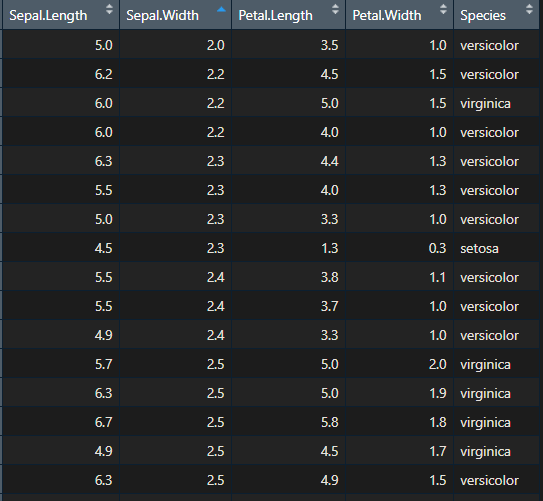 Sepal.Length Sepal.Width Petal.Length Petal.Width Species
5.0 2.0 3.5 1.0 versicolor
6.2 2.2 4.5 1.5 versicolor
6.0 2.2 5.0 1.5 virginica
6.0 2.2 4.0 1.0 versicolor
6.3 2.3 4.4 1.3 versicolor
5.5 2.3 4.0 1.3 versicolor
5.0 2.3 3.3 1.0 versicolor
4.5 2.3 1.3 0.3 setosa
5.5 2.4 3.8 1.1 versicolor
5.5 2.4 3.7 1.0 versicolor
4.9 2.4 3.3 1.0 versicolor
5.7 2.5 5.0 2.0 virginica
6.3 2.5 5.0 1.9 virginica
6.7 2.5 5.8 1.8 virginica
4.9 2.5 4.5 1.7 virginica
6.3 2.5 4.9 1.5 versicolor